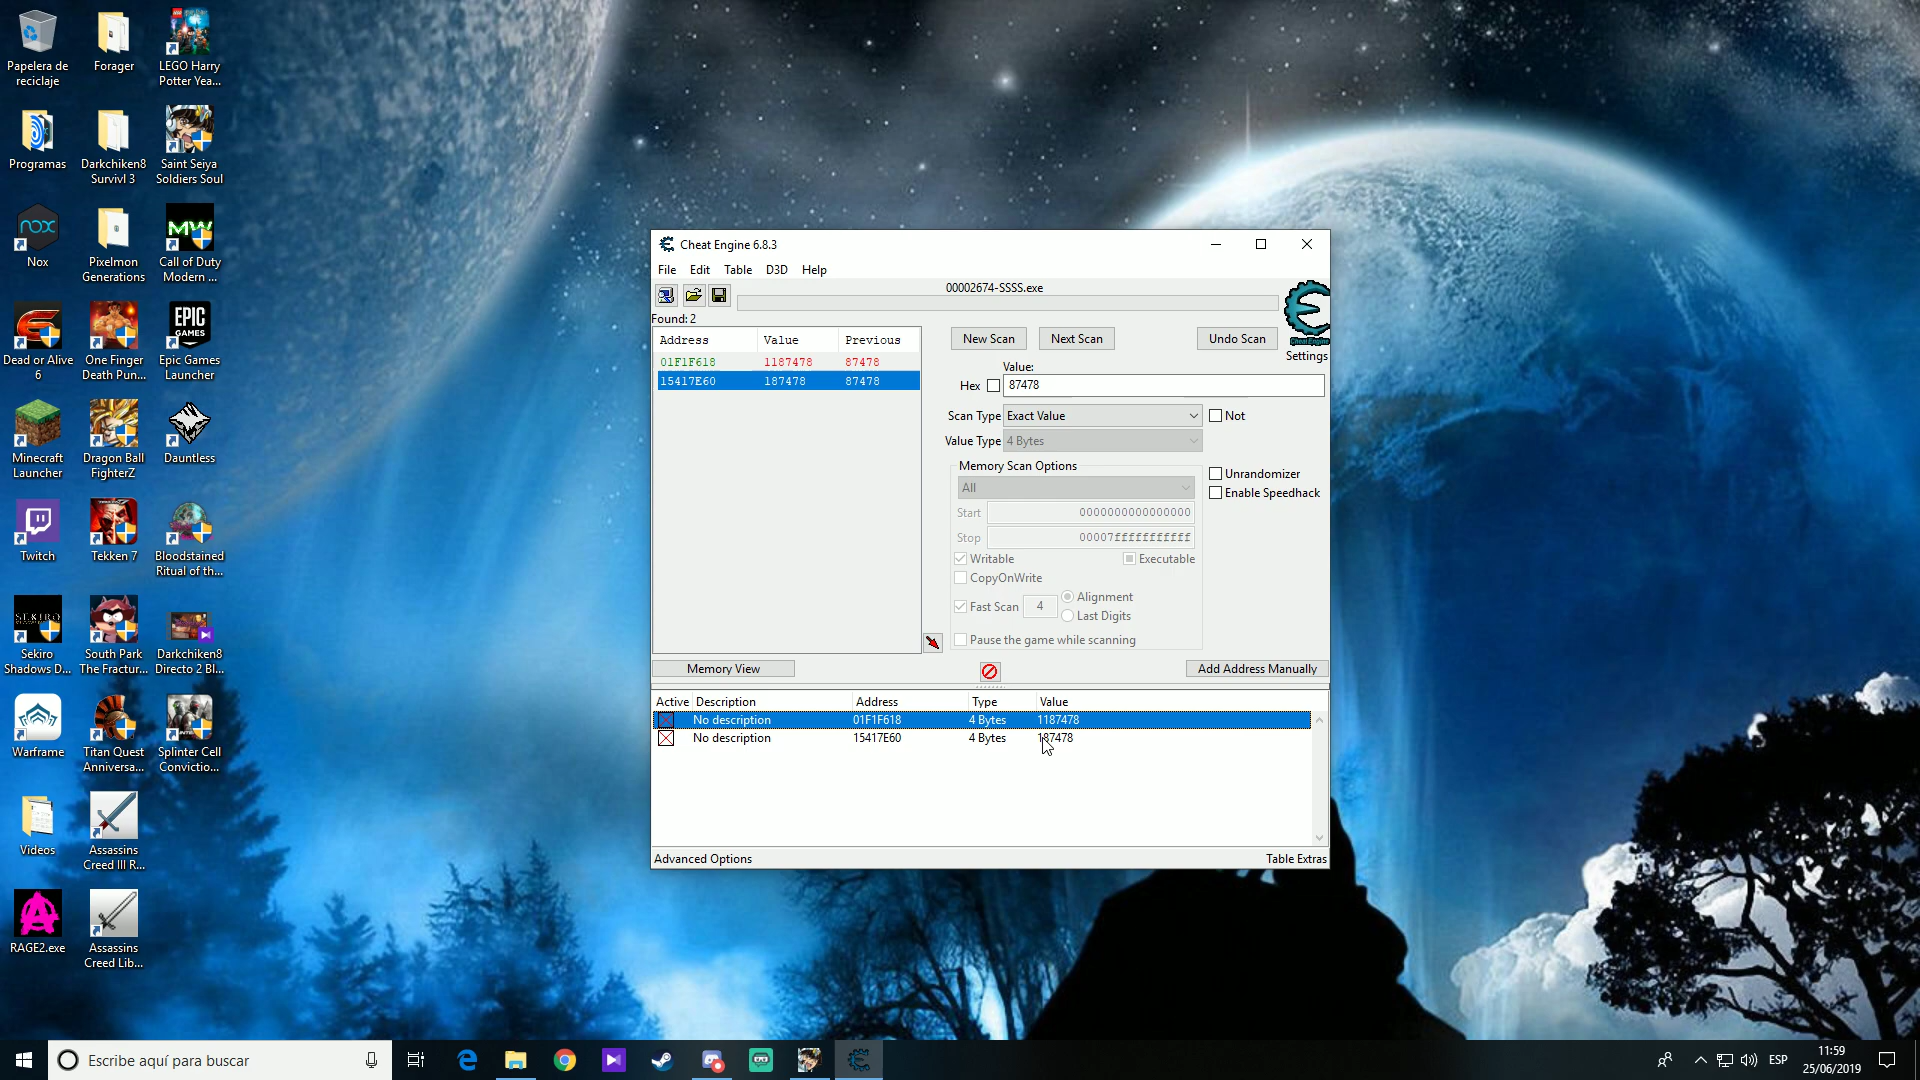 Papelera de
reciclaje
Forager
LEGO Harry
Potter Yea...
Programas
Darkchiken8
Survivl 3
Saint Seiya
Soldiers Soul
Nox
Pixelmon
Generations
Call of Duty
Modern ...
Dead or Alive
6
One Finger
Death Pun...
EPIC
GAMES
Epic Games
Launcher
Minecraft
Launcher
Dragon Ball
FighterZ
Dauntless
Twitch
Tekken 7
Bloodstained
Ritual of th...
Sekiro
Shadows D...
South Park
The Fractur...
Darkchiken8
Directo 2 Bl...
Warframe
Titan Quest
Anniversa...
Splinter Cell
Convictio...
Videos
Assassins
Creed III R...
RAGE2.exe
Assassins
Creed Lib...
Cheat Engine 6.8.3
File Edit Table D3D Help
00002674-SSSS.exe
Found: 2
Address Value Previous
01F1F618 1187478 87478
15417E60 187478 87478
New Scan Next Scan Undo Scan
Cheat Engine
Settings
Value:
Hex 87478
Scan Type Exact Value Not
Value Type 4 Bytes
Memory Scan Options
All
Unrandomizer
Enable Speedhack
Start 0000000000000000
Stop 00007fffffffffff
Writable Executable
CopyOnWrite
Fast Scan 4 Alignment
Last Digits
Pause the game while scanning
Memory View Add Address Manually
Active Description Address Type Value
No description 01F1F618 4 Bytes 1187478
No description 15417E60 4 Bytes 187478
Advanced Options Table Extras
Escribe aquí para buscar
ESP
11:59
25/06/2019